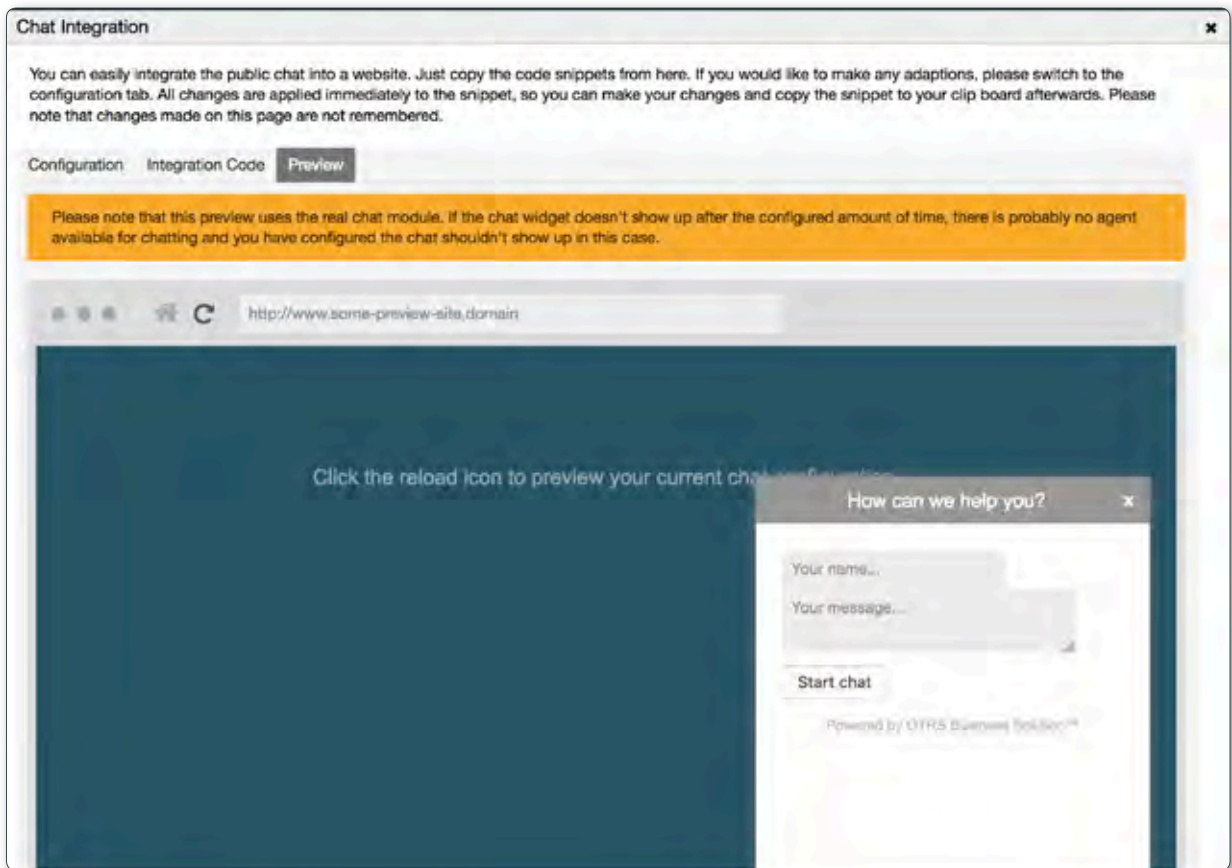 Chat Integration
You can easily integrate the public chat into a website. Just copy the code snippets from here. If you would like to make any adaptions, please switch to the
configuration tab. All changes are applied immediately to the snippet, so you can make your changes and copy the snippet to your clip board afterwards. Please
note that changes made on this page are not remembered.
Configuration Integration Code Preview
Please note that this preview uses the real chat module. If the chat widget doesn't show up after the configured amount of time, there is probably no agent
available for chatting and you have configured the chat shouldn't show up in this case.
http://www.some-preview-site.domain
Click the reload icon to preview your current
How can we help you?
Your name...
Your message...
Start chat
Powered by OTRS Business Solution™